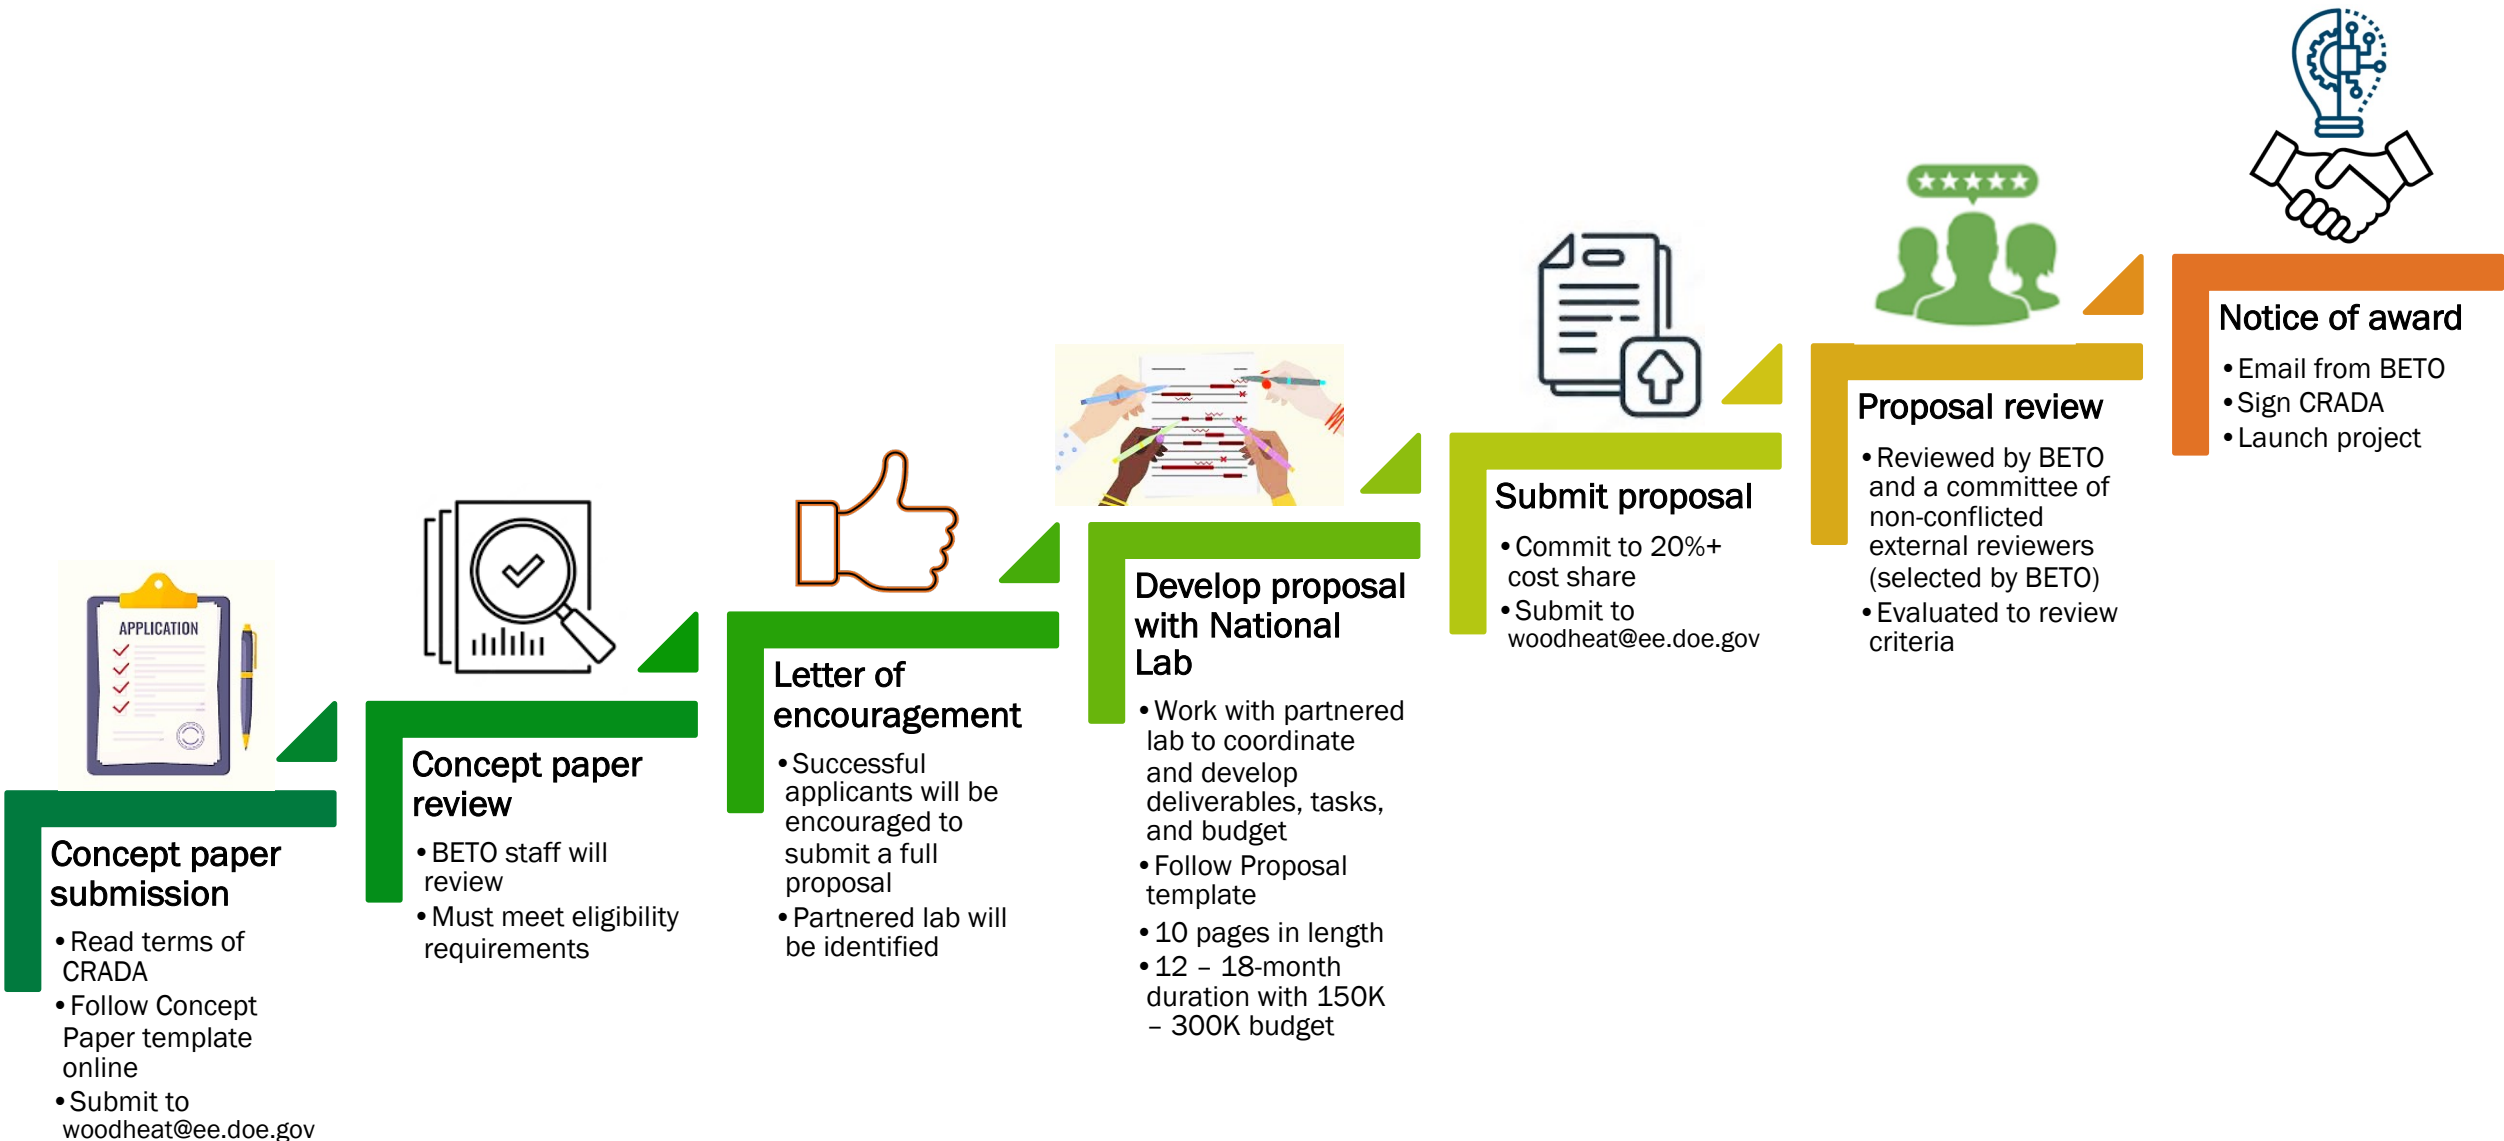 APPLICATION
Concept paper
submission
•Read terms of
CRADA
•Follow Concept
Paper template
online
•Submit to
woodheat@ee.doe.gov
Concept paper
review
•BETO staff will
review
•Must meet eligibility
requirements
Letter of
encouragement
•Successful
applicants will be
encouraged to
submit a full
proposal
•Partnered lab will
be identified
Develop proposal
with National
Lab
•Work with partnered
lab to coordinate
and develop
deliverables, tasks,
and budget
•Follow Proposal
template
•10 pages in length
•12 – 18-month
duration with 150K
– 300K budget
Submit proposal
•Commit to 20%+
cost share
•Submit to
woodheat@ee.doe.gov
Proposal review
•Reviewed by BETO
and a committee of
non-conflicted
external reviewers
(selected by BETO)
•Evaluated to review
criteria
Notice of award
•Email from BETO
•Sign CRADA
•Launch project